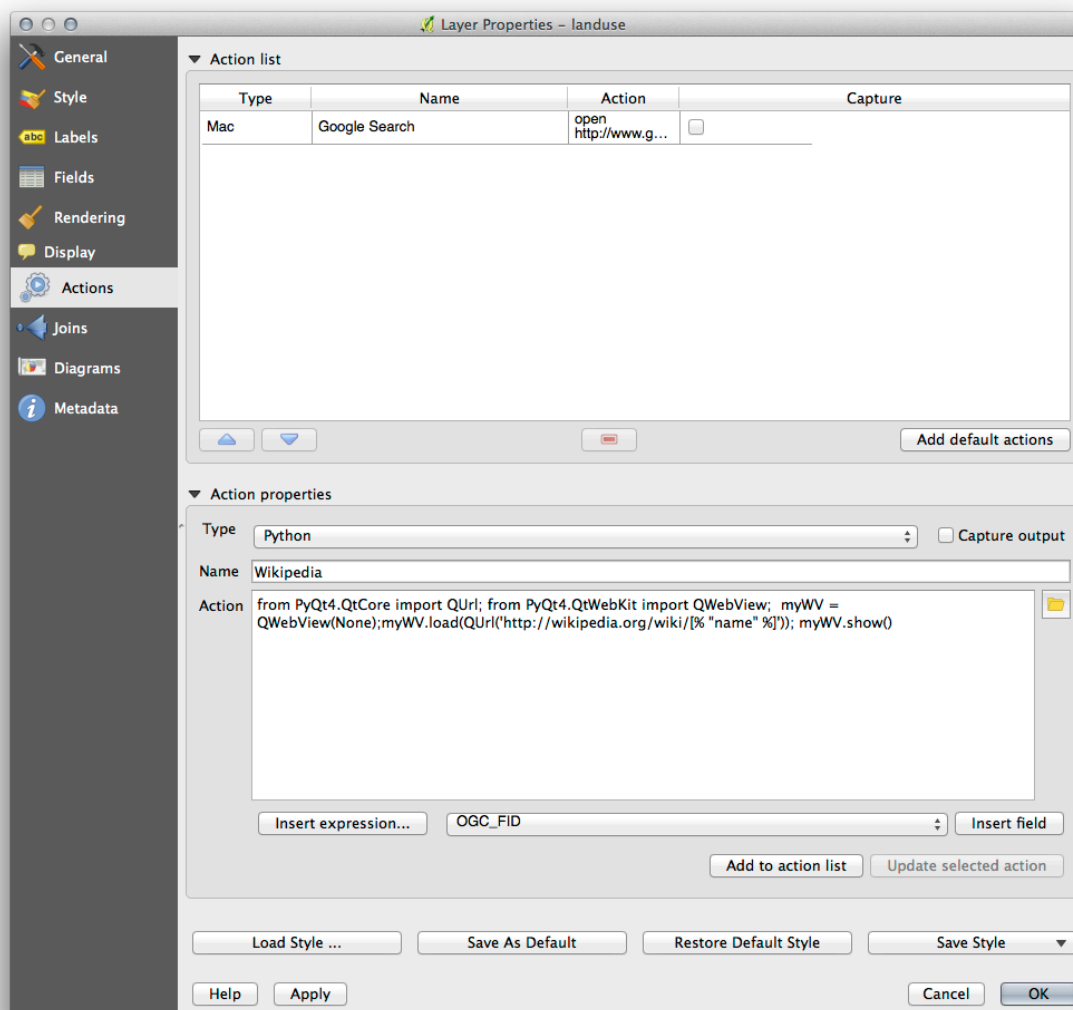 Layer Properties – landuse
General
Style
abc Labels
Fields
Rendering
Display
Actions
Joins
Diagrams
i Metadata
Action list
Type Name Action Capture
Mac Google Search open
http://www.g...
Add default actions
Action properties
Type Python Capture output
Name Wikipedia
Action from PyQt4.QtCore import QUrl; from PyQt4.QtWebKit import QWebView;  myWV =
QWebView(None);myWV.load(QUrl('http://wikipedia.org/wiki/[% "name" %]')); myWV.show()
Insert expression... OGC_FID Insert field
Add to action list Update selected action
Load Style ... Save As Default Restore Default Style Save Style
Help Apply Cancel OK